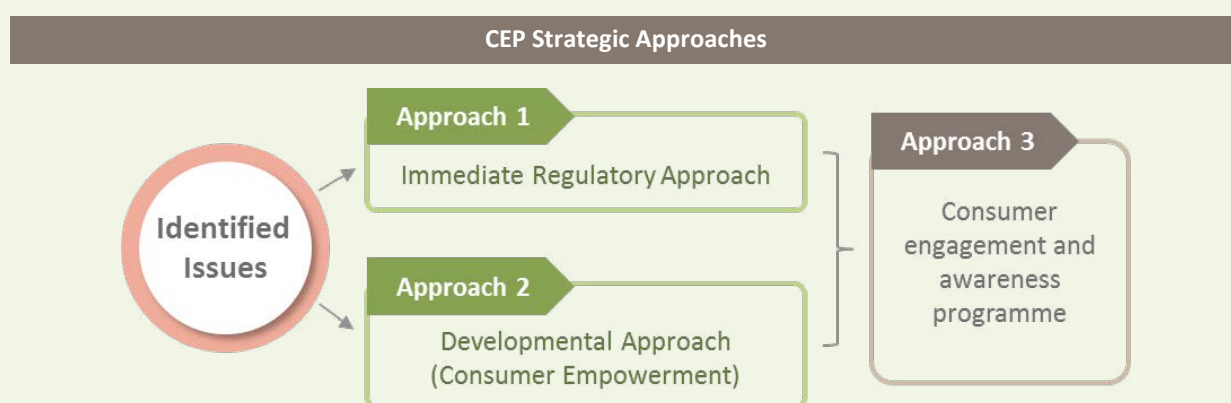 CEP Strategic Approaches
Identified
Issues
Approach 1
Immediate Regulatory Approach
Approach 2
Developmental Approach
(Consumer Empowerment)
Approach 3
Consumer
engagement and
awareness
programme